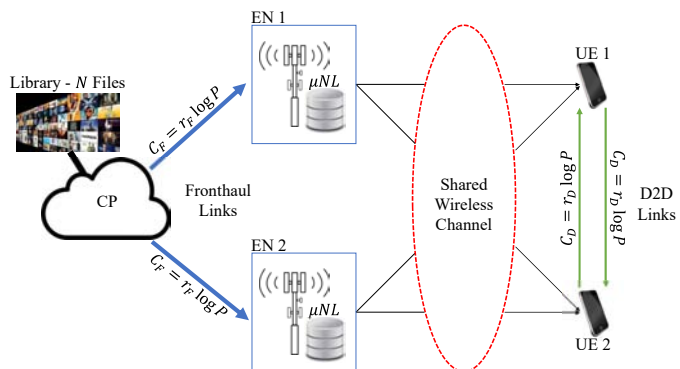 EN 1
Library - N Files
μNL
UE 1
C_F = r_F log P
CP
Fronthaul
Links
Shared
Wireless
Channel
C_D = r_D log P
C_D = r_D log P
D2D
Links
C_F = r_F log P
EN 2
μNL
UE 2